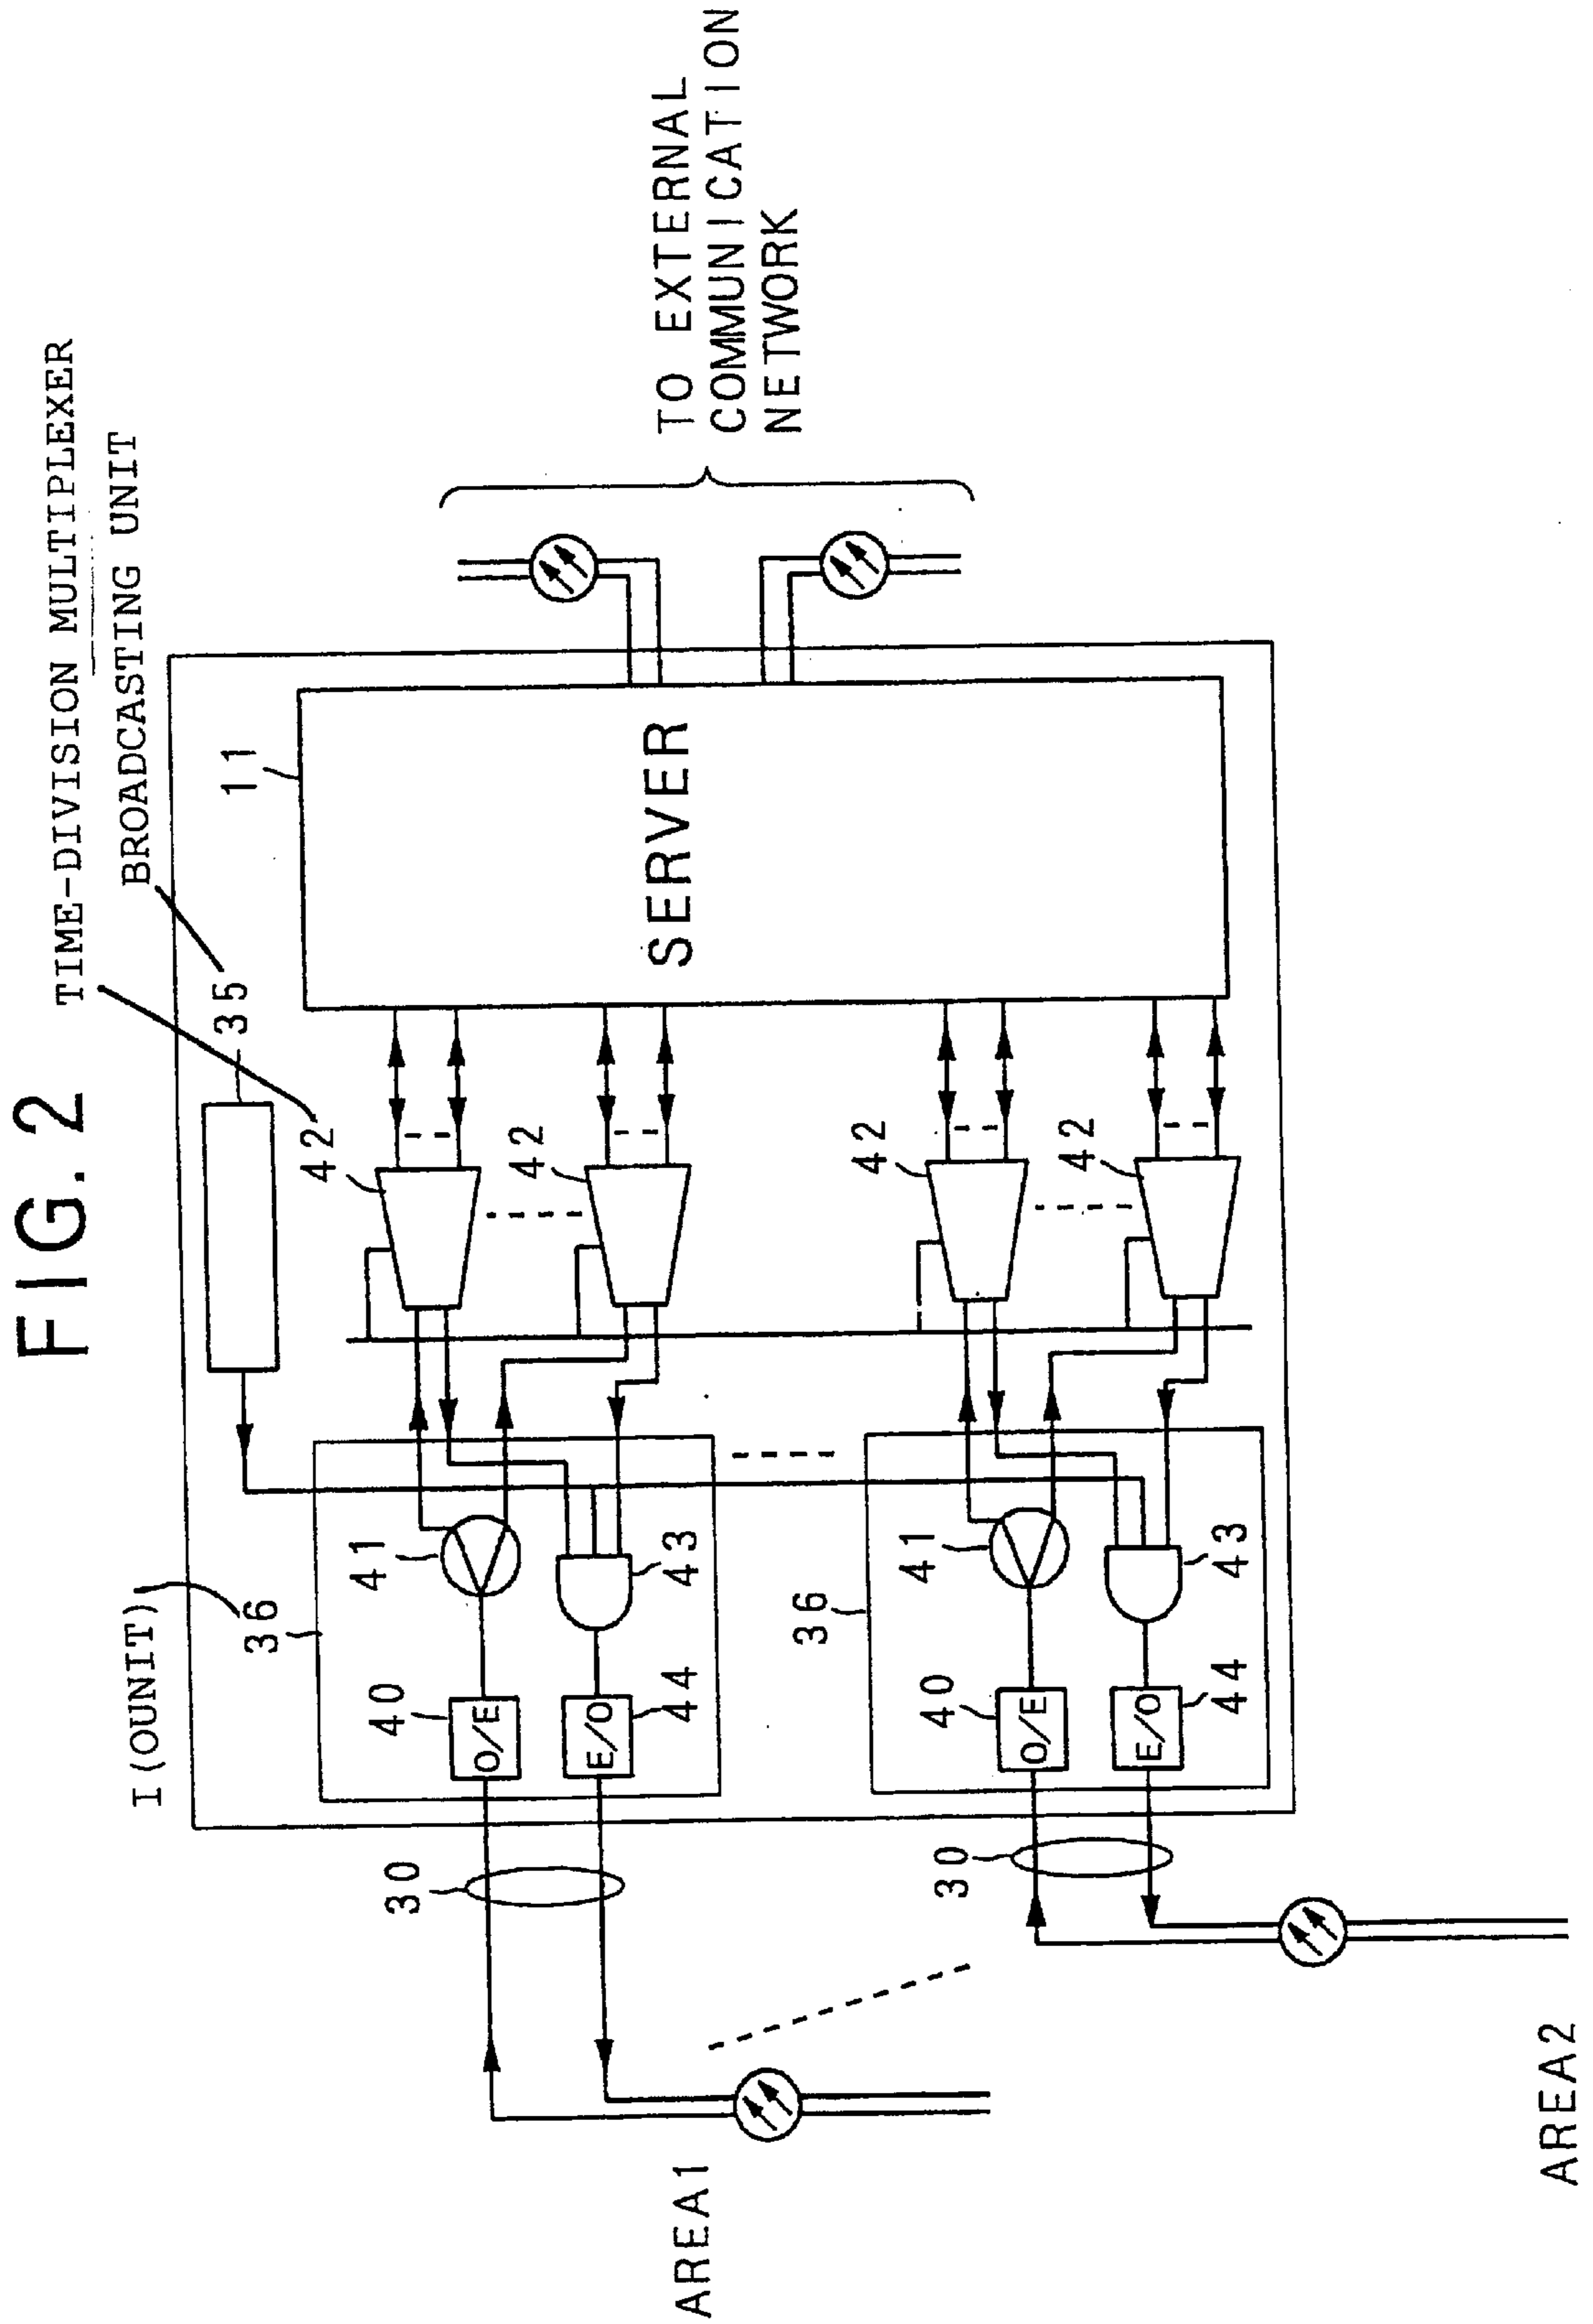 FIG. 2
TIME-DIVISION MULTIPLEXER
BROADCASTING UNIT
I(OUNIT)
35
11
36
42
42
42
42
41
40
O/E
43
44
E/O
36
41
40
O/E
43
44
E/O
SERVER
30
30
TO EXTERNAL
COMMUNICATION
NETWORK
AREA1
AREA2